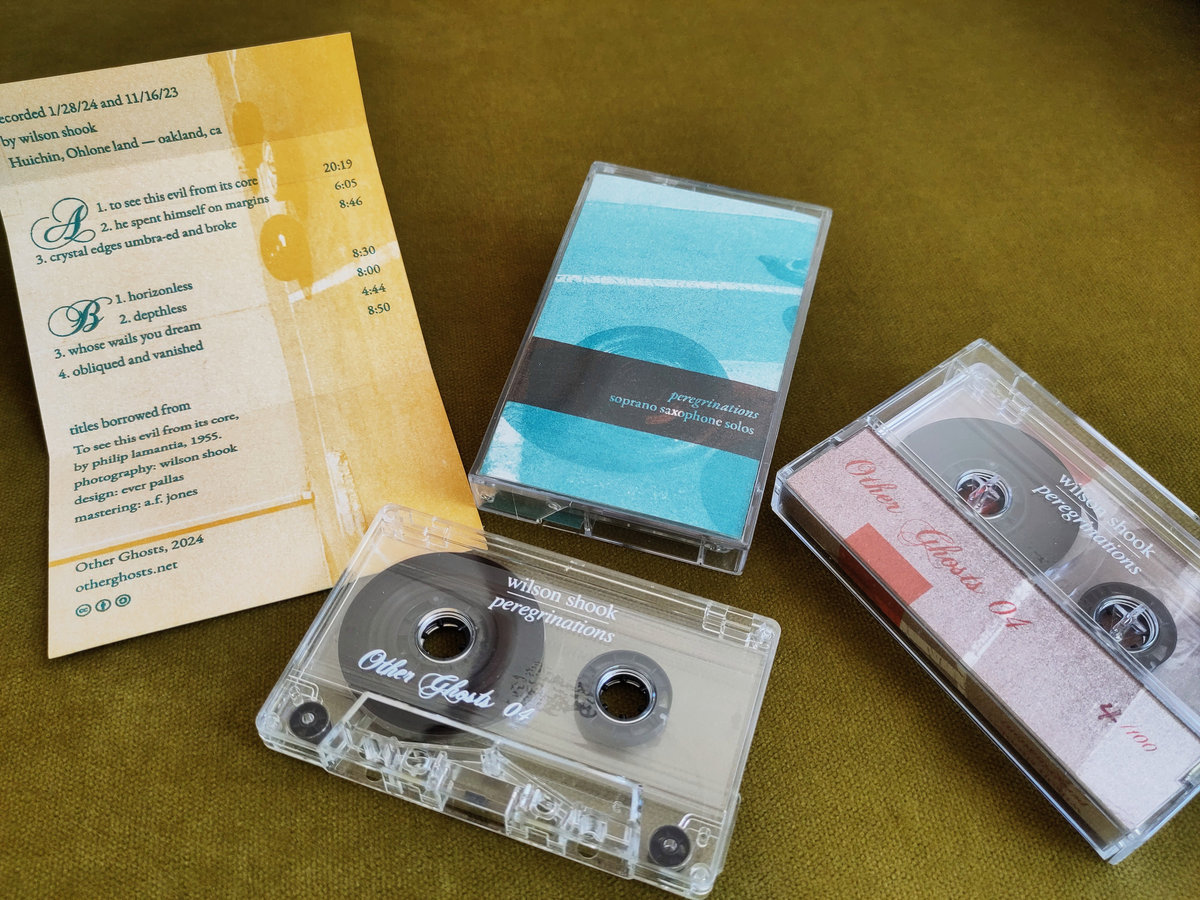 ecorded 1/28/24 and 11/16/23
by wilson shook
Huichin, Ohlone land — oakland, ca
A
1. to see this evil from its core 20:19
2. he spent himself on margins 6:05
3. crystal edges umbra-ed and broke 8:46
B
1. horizonless 8:30
2. depthless 8:00
3. whose wails you dream 4:44
4. obliqued and vanished 8:50
titles borrowed from
To see this evil from its core,
by philip lamantia, 1955.
photography: wilson shook
design: ever pallas
mastering: a.f. jones
Other Ghosts, 2024
otherghosts.net
cc
peregrinations
soprano saxophone solos
wilson shook
peregrinations
Other Ghosts 04
wilson shook
peregrinations
Other Ghosts 04
4/100